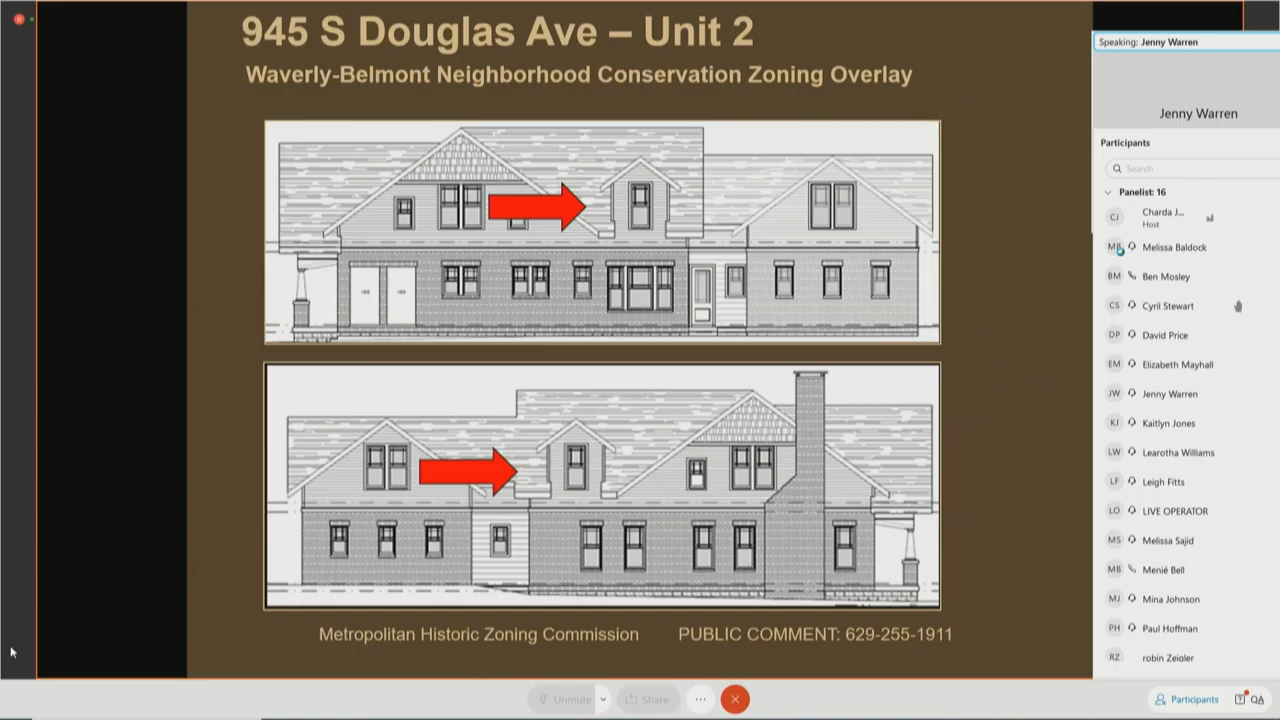 945 S Douglas Ave – Unit 2
Waverly-Belmont Neighborhood Conservation Zoning Overlay
Metropolitan Historic Zoning Commission
PUBLIC COMMENT: 629-255-1911
Speaking: Jenny Warren
Jenny Warren
Participants
Search
Panelist: 16
CJ Charda J...
Host
MB Melissa Baldock
BM Ben Mosley
CS Cyril Stewart
DP David Price
EM Elizabeth Mayhall
JW Jenny Warren
KJ Kaitlyn Jones
LW Learotha Williams
LF Leigh Fitts
LO LIVE OPERATOR
MS Melissa Sajid
MB Menié Bell
MJ Mina Johnson
PH Paul Hoffman
RZ robin Zeigler
Unmute
Share
Participants
QA